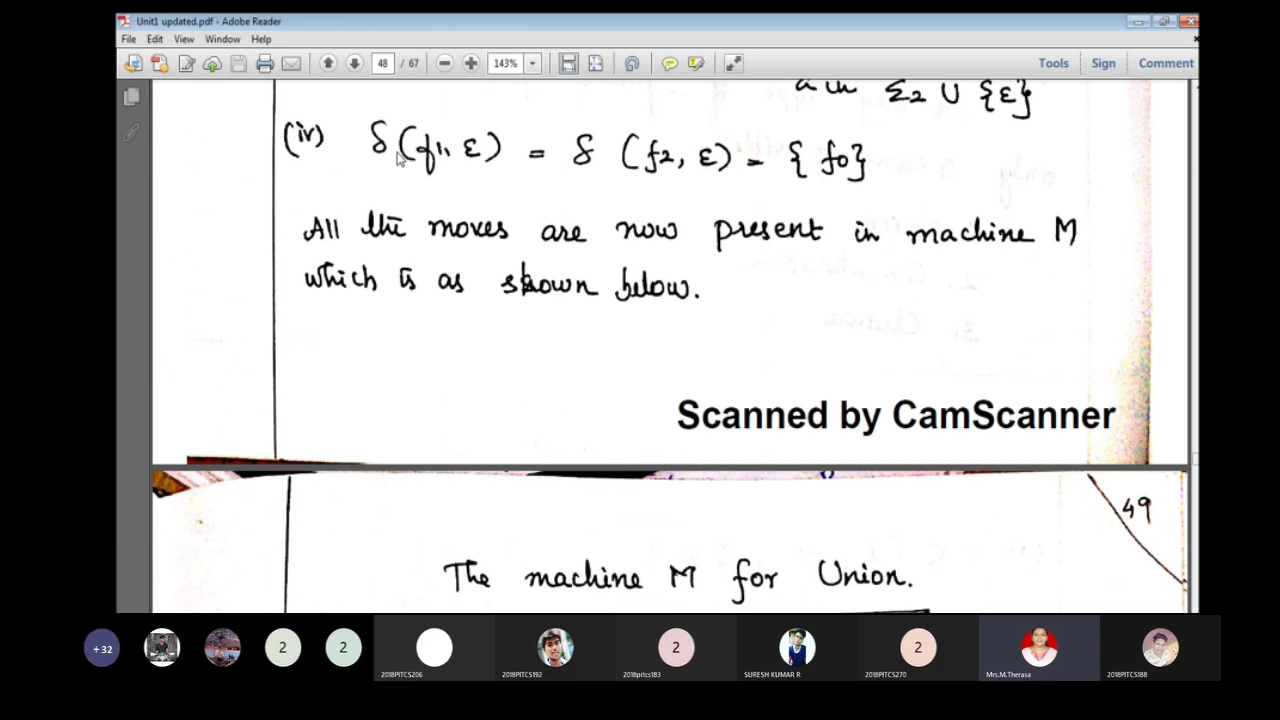 Unit1 updated.pdf - Adobe Reader
File Edit View Window Help
48 / 67 143% Tools Sign Comment
Σ2 ∪ {ε}
(iv) δ (f1, ε) = δ (f2, ε) = { f0}
All the moves are now present in machine M
which is as shown below.
Scanned by CamScanner
49
The machine M for Union.
+32 2 2 2 2
2018PITCS206 2018PITCS192 2018pitcs183 SURESH KUMAR R 2018PITCS270 Mrs.M.Therasa 2018PITCS188